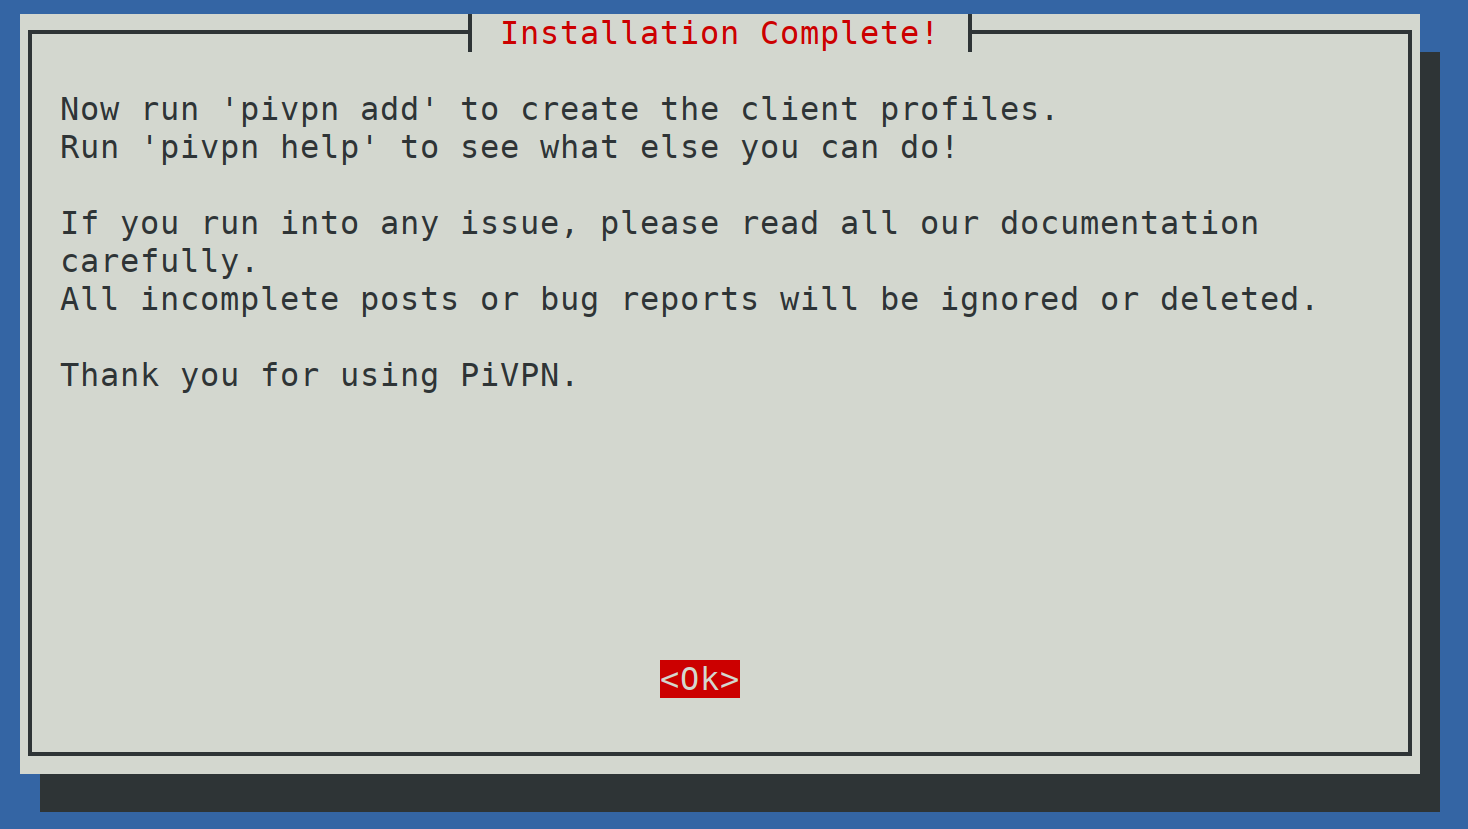 Installation Complete!
Now run 'pivpn add' to create the client profiles.
Run 'pivpn help' to see what else you can do!
If you run into any issue, please read all our documentation
carefully.
All incomplete posts or bug reports will be ignored or deleted.
Thank you for using PiVPN.
<Ok>